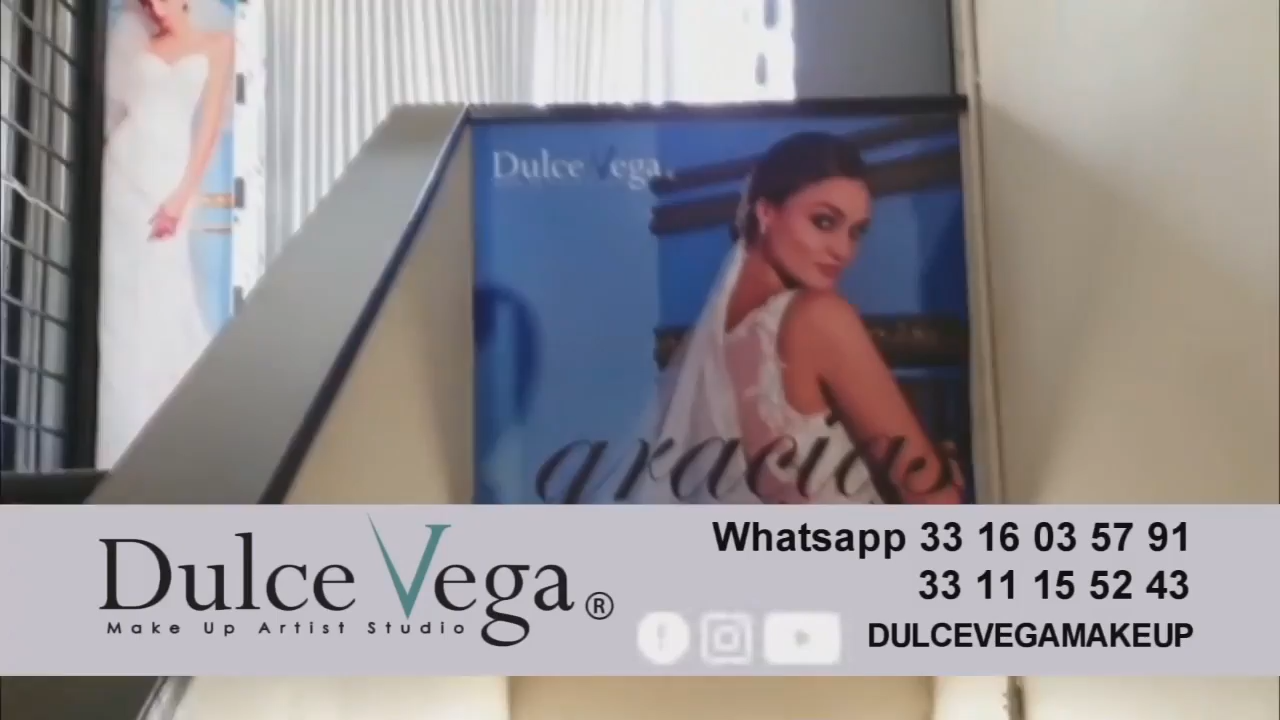 Dulce Vega
gracias
Dulce Vega®
Make Up Artist Studio
Whatsapp 33 16 03 57 91
33 11 15 52 43
DULCEVEGAMAKEUP